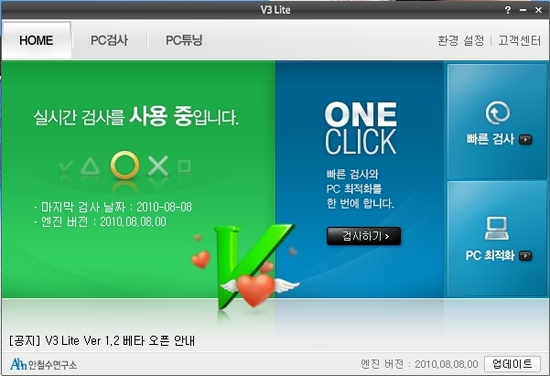 V3 Lite
HOME PC검사 PC튜닝 환경 설정 | 고객센터
실시간 검사를 사용 중입니다.
· 마지막 검사 날짜 : 2010-08-08
· 엔진 버전 : 2010,08,08,00
ONE
CLICK
빠른 검사와
PC 최적화를
한 번에 합니다.
검사하기 >
빠른 검사
PC 최적화
[공지] V3 Lite Ver 1,2 베타 오픈 안내
Ahn 안철수연구소
엔진 버전 : 2010,08,08,00 업데이트